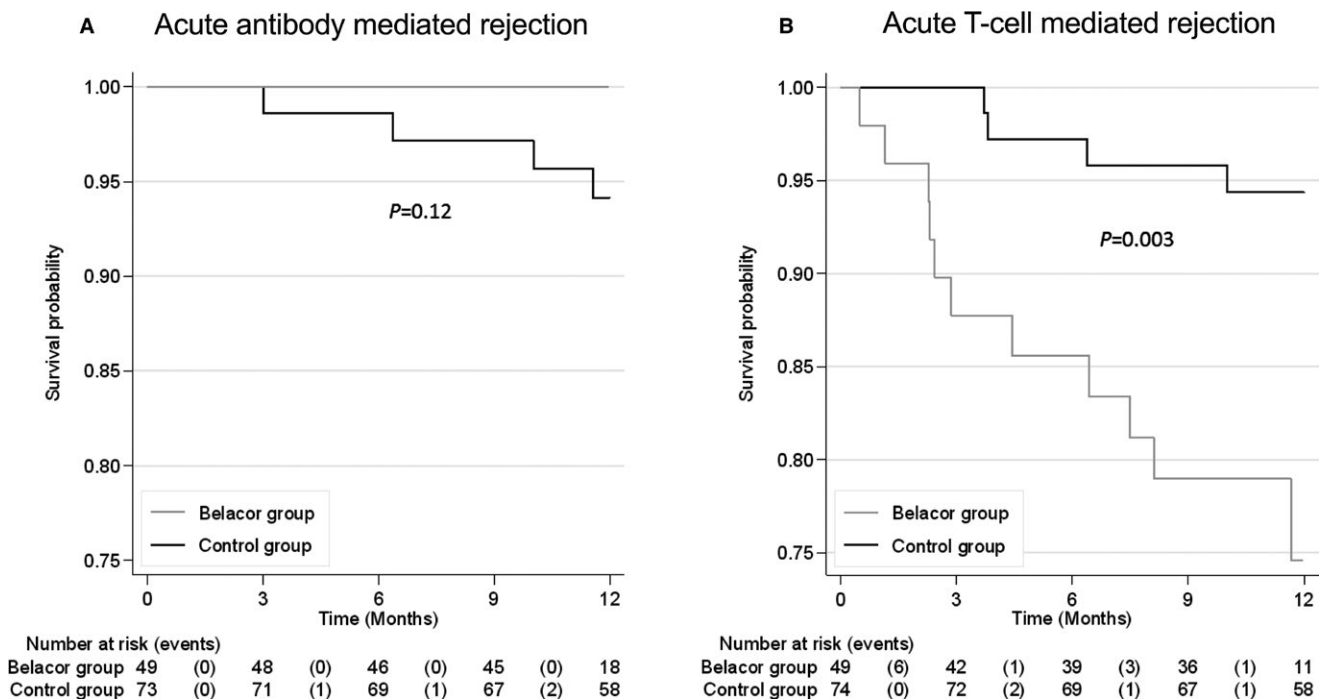 A Acute antibody mediated rejection
1.00
0.95
0.90
0.85
0.80
0.75
Survival probability
P=0.12
Belacor group
Control group
0 3 6 9 12
Time (Months)
Number at risk (events)
Belacor group 49 (0) 48 (0) 46 (0) 45 (0) 18
Control group 73 (0) 71 (1) 69 (1) 67 (2) 58
B Acute T-cell mediated rejection
1.00
0.95
0.90
0.85
0.80
0.75
Survival probability
P=0.003
Belacor group
Control group
0 3 6 9 12
Time (Months)
Number at risk (events)
Belacor group 49 (6) 42 (1) 39 (3) 36 (1) 11
Control group 74 (0) 72 (2) 69 (1) 67 (1) 58